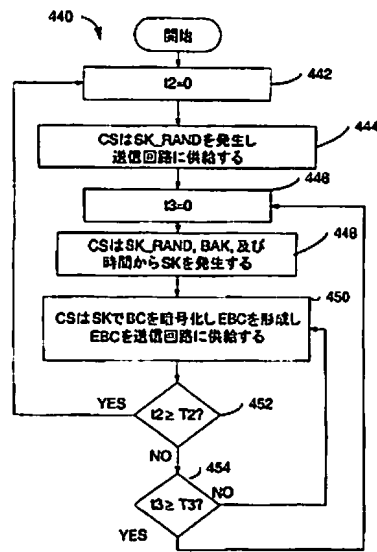 440
開始
t2=0
442
CSはSK_RANDを発生し
送信回路に供給する
444
446
t3=0
CSはSK_RAND, BAK, 及び
時間からSKを発生する
448
450
CSはSKでBCを暗号化しEBCを形成し
EBCを送信回路に供給する
YES
t2≥ T2?
452
NO
454
t3≥ T3?
NO
YES